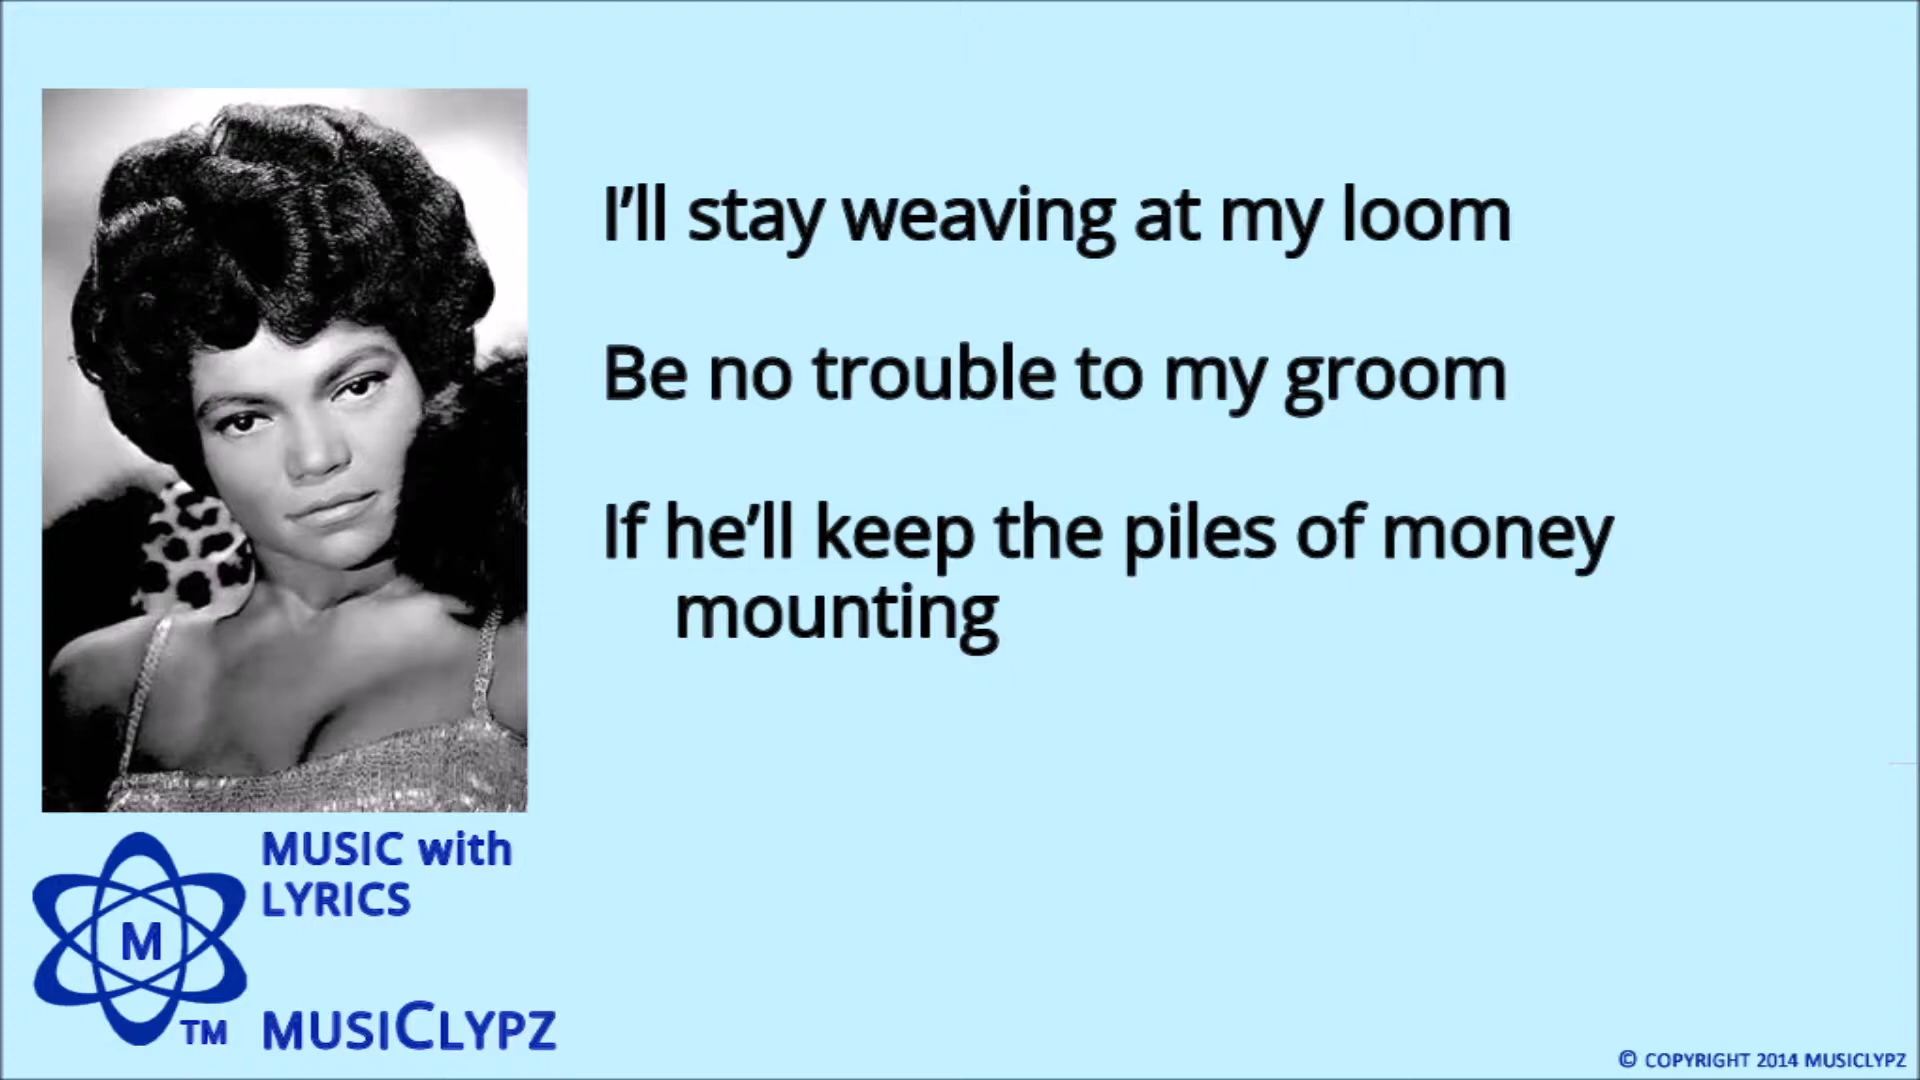 I’ll stay weaving at my loom
Be no trouble to my groom
If he’ll keep the piles of money
mounting
MUSIC with
LYRICS
M
TM
MUSICLYPZ
© COPYRIGHT 2014 MUSICLYPZ